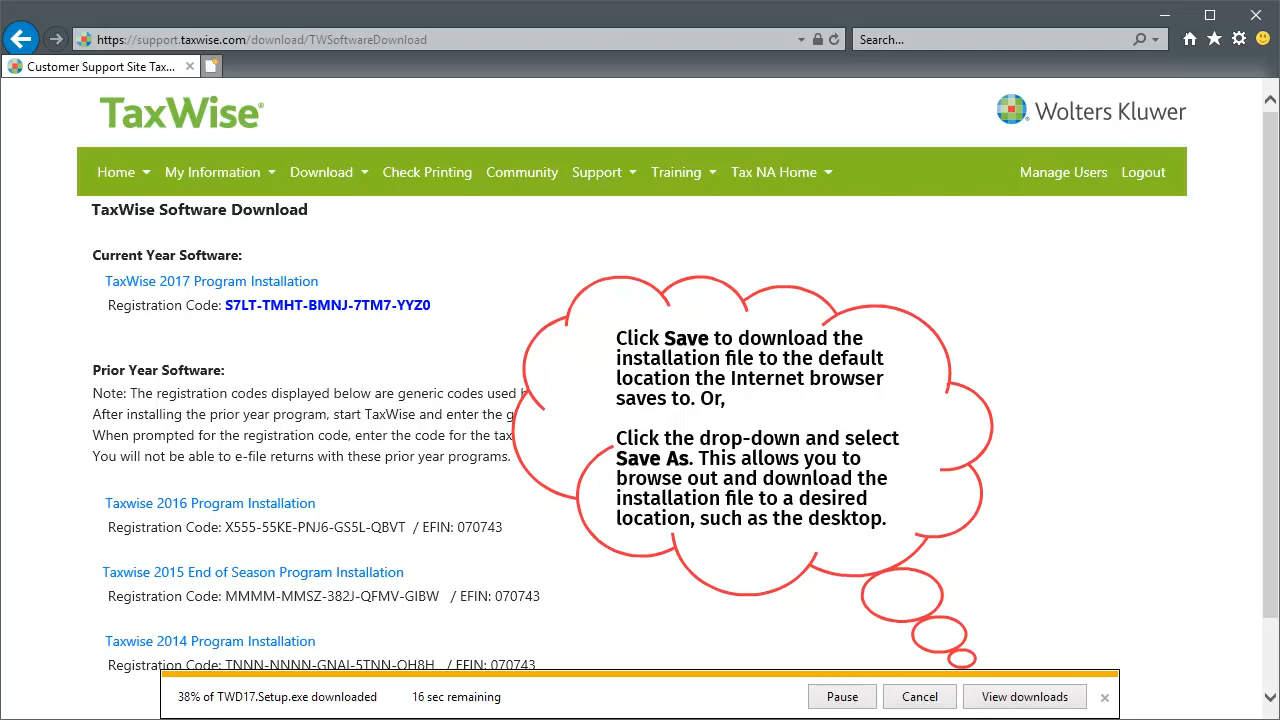 https://support.taxwise.com/download/TWSoftwareDownload
Search...
Customer Support Site Tax...
TaxWise®
Wolters Kluwer
Home My Information Download Check Printing Community Support Training Tax NA Home Manage Users Logout
TaxWise Software Download
Current Year Software:
TaxWise 2017 Program Installation
Registration Code: S7LT-TMHT-BMNJ-7TM7-YYZ0
Prior Year Software:
Note: The registration codes displayed below are generic codes used
After installing the prior year program, start TaxWise and enter the
When prompted for the registration code, enter the code for the tax
You will not be able to e-file returns with these prior year programs.
Click Save to download the
installation file to the default
location the Internet browser
saves to. Or,
Click the drop-down and select
Save As. This allows you to
browse out and download the
installation file to a desired
location, such as the desktop.
Taxwise 2016 Program Installation
Registration Code: X555-55KE-PNJ6-GS5L-QBVT / EFIN: 070743
Taxwise 2015 End of Season Program Installation
Registration Code: MMMM-MMSZ-382J-QFMV-GIBW / EFIN: 070743
Taxwise 2014 Program Installation
Registration Code: / EFIN: 070743
38% of TWD17.Setup.exe downloaded 16 sec remaining Pause Cancel View downloads